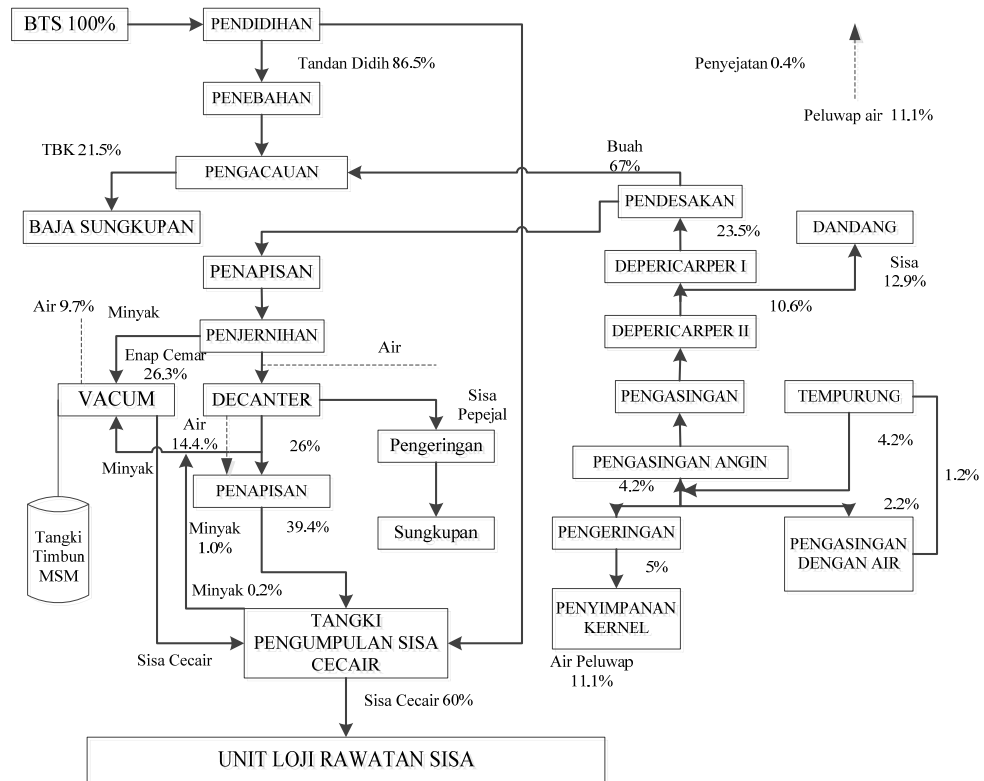 BTS 100%
PENDIDIHAN
Tandan Didih 86.5%
PENEBAHAN
TBK 21.5%
PENGACAUAN
BAJA SUNGKUPAN
PENAPISAN
Air 9.7%
Minyak
PENJERNIHAN
Air
Enap Cemar
26.3%
VACUM
DECANTER
Sisa
Pepejal
Air
14.4.%
26%
Minyak
Pengeringan
PENAPISAN
Minyak
1.0%
39.4%
Sungkupan
Tangki
Timbun
MSM
Minyak 0.2%
TANGKI
PENGUMPULAN SISA
CECAIR
Sisa Cecair
Sisa Cecair 60%
UNIT LOJI RAWATAN SISA
Penyejatan 0.4%
Peluwap air 11.1%
Buah
67%
PENDESAKAN
23.5%
DANDANG
DEPERICARPER I
Sisa
12.9%
10.6%
DEPERICARPER II
PENGASINGAN
TEMPURUNG
4.2%
PENGASINGAN ANGIN
4.2%
1.2%
2.2%
PENGERINGAN
PENGASINGAN
DENGAN AIR
5%
PENYIMPANAN
KERNEL
Air Peluwap
11.1%